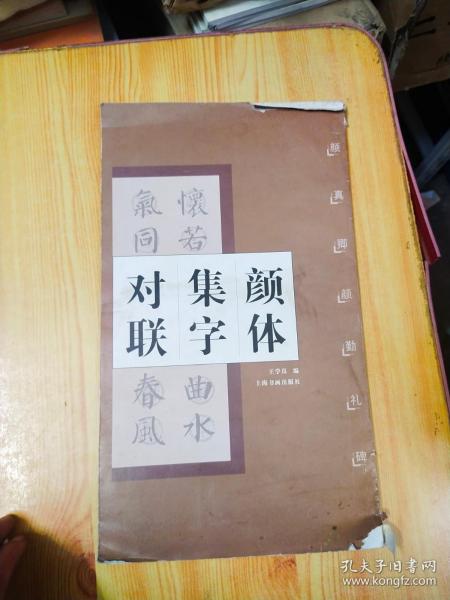 颜体
集字
对联
王学良 编
上海书画出版社
颜真卿颜勤礼碑
懷若
曲水
氣同
春風
孔夫子旧书网
www.kongfz.com